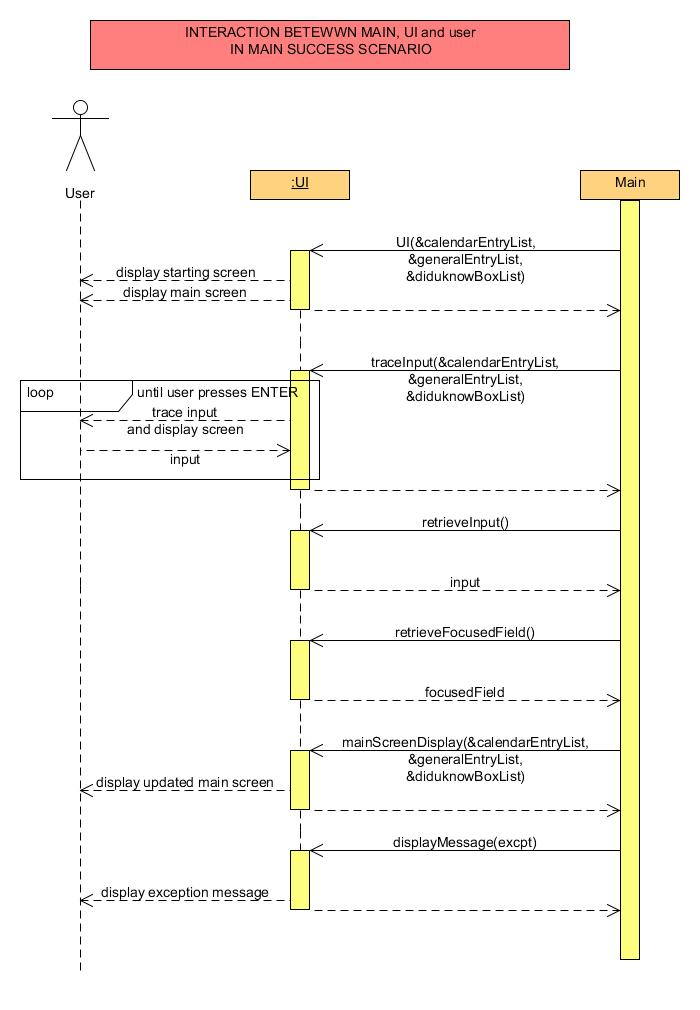 INTERACTION BETEWWN MAIN, UI and user
IN MAIN SUCCESS SCENARIO
User
:UI
Main
UI(&calendarEntryList,
&generalEntryList,
&diduknowBoxList)
display starting screen
display main screen
traceInput(&calendarEntryList,
&generalEntryList,
&diduknowBoxList)
loop
until user presses ENTER
trace input
and display screen
input
retrieveInput()
input
retrieveFocusedField()
focusedField
mainScreenDisplay(&calendarEntryList,
&generalEntryList,
&diduknowBoxList)
display updated main screen
displayMessage(excpt)
display exception message